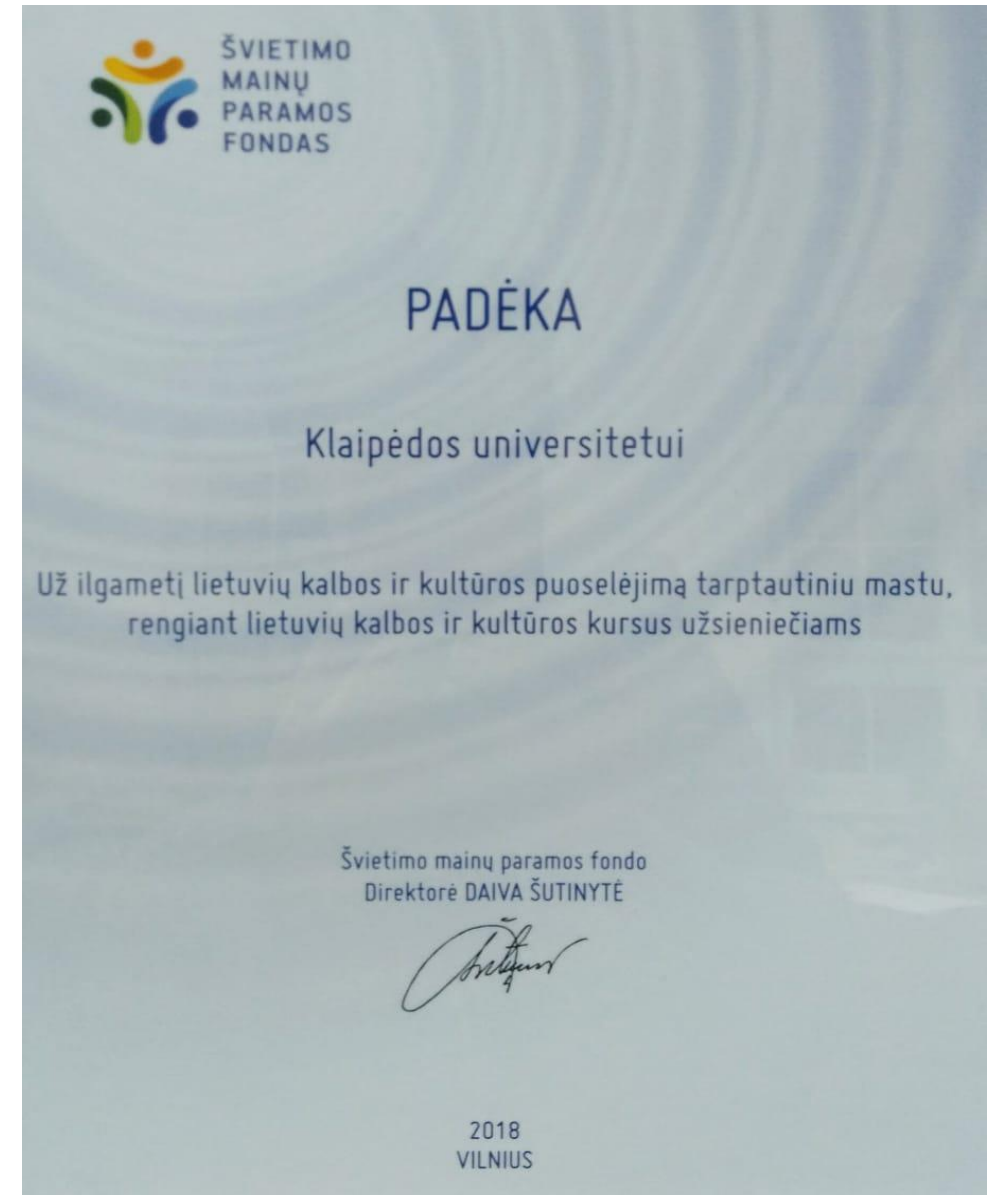 ŠVIETIMO
MAINŲ
PARAMOS
FONDAS
PADĖKA
Klaipėdos universitetui
Už ilgametį lietuvių kalbos ir kultūros puoselėjimą tarptautiniu mastu,
rengiant lietuvių kalbos ir kultūros kursus užsieniečiams
Švietimo mainų paramos fondo
Direktorė DAIVA ŠUTINYTĖ
2018
VILNIUS